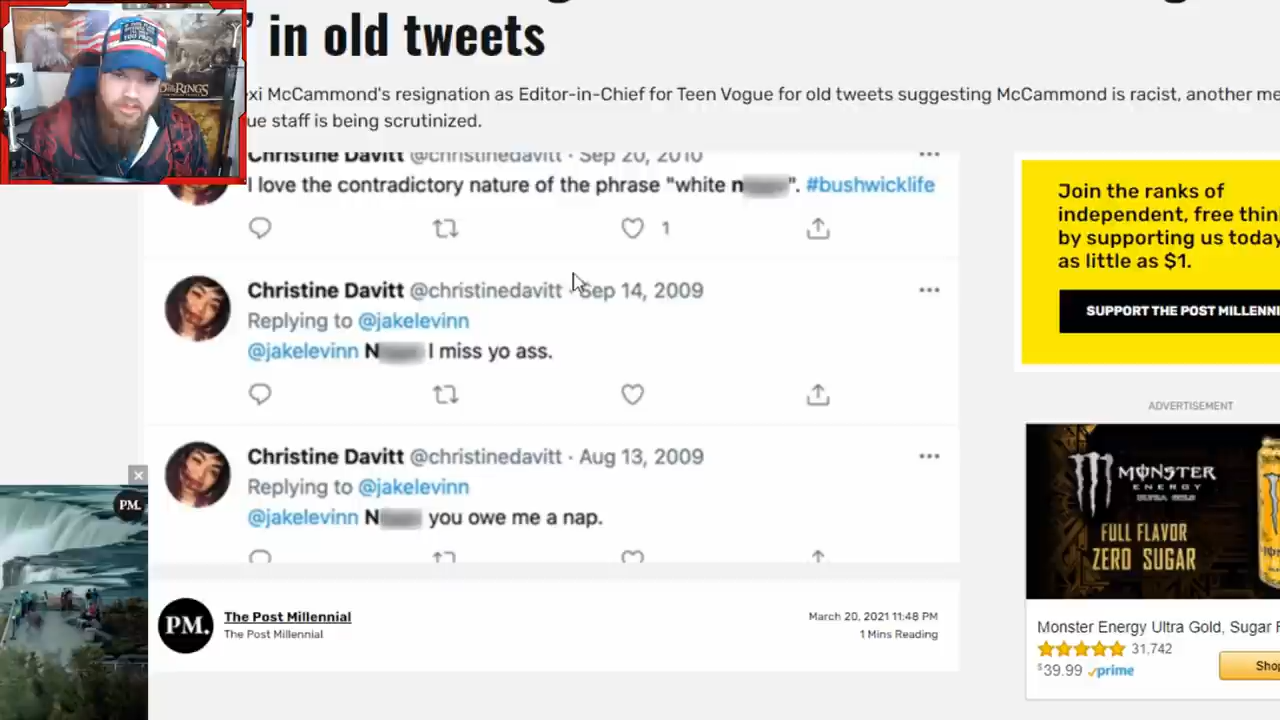 in old tweets
McCammond's resignation as Editor-in-Chief for Teen Vogue for old tweets suggesting McCammond is racist, another
staff is being scrutinized.
Christine Davitt @christinedavitt · Sep 20, 2010
I love the contradictory nature of the phrase "white n ". #bushwicklife
1
Christine Davitt @christinedavitt · Sep 14, 2009
Replying to @jakelevinn
@jakelevinn N I miss yo ass.
Christine Davitt @christinedavitt · Aug 13, 2009
Replying to @jakelevinn
@jakelevinn N you owe me a nap.
PM.
The Post Millennial
The Post Millennial
March 20, 2021 11:48 PM
1 Mins Reading
PM.
Join the ranks of
independent, free
by supporting us today
as little as $1.
SUPPORT THE POST
ADVERTISEMENT
MONSTER
ENERGY
ULTRA GOLD
FULL FLAVOR
ZERO SUGAR
Monster Energy Ultra Gold, Sugar
31,742
$39.99 prime
RINGS